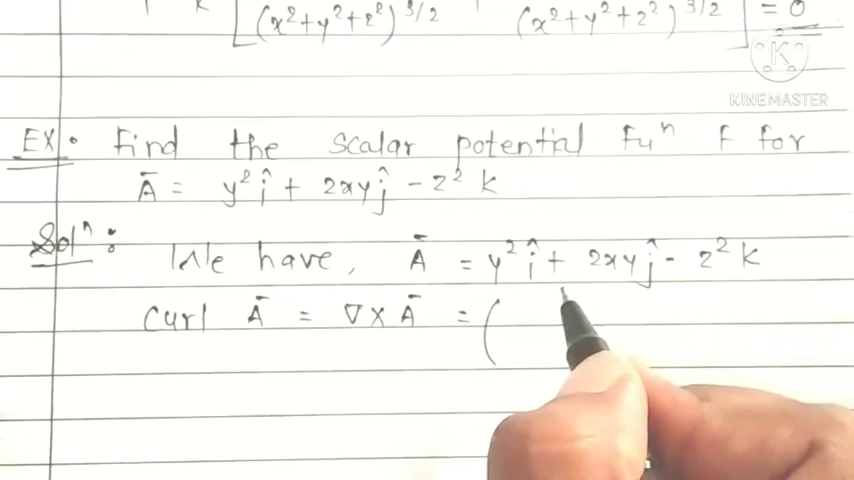 K [ (x²+y²+z²)^3/2 (x²+y²+z²)^3/2 ] = 0
K
KINEMASTER
EX. Find the scalar potential Fuⁿ F for
Ā = y² î + 2xy ĵ - z² k
Solⁿ:
We have, Ā = y² î + 2xy ĵ - z² k
Curl Ā = ∇ × Ā = (